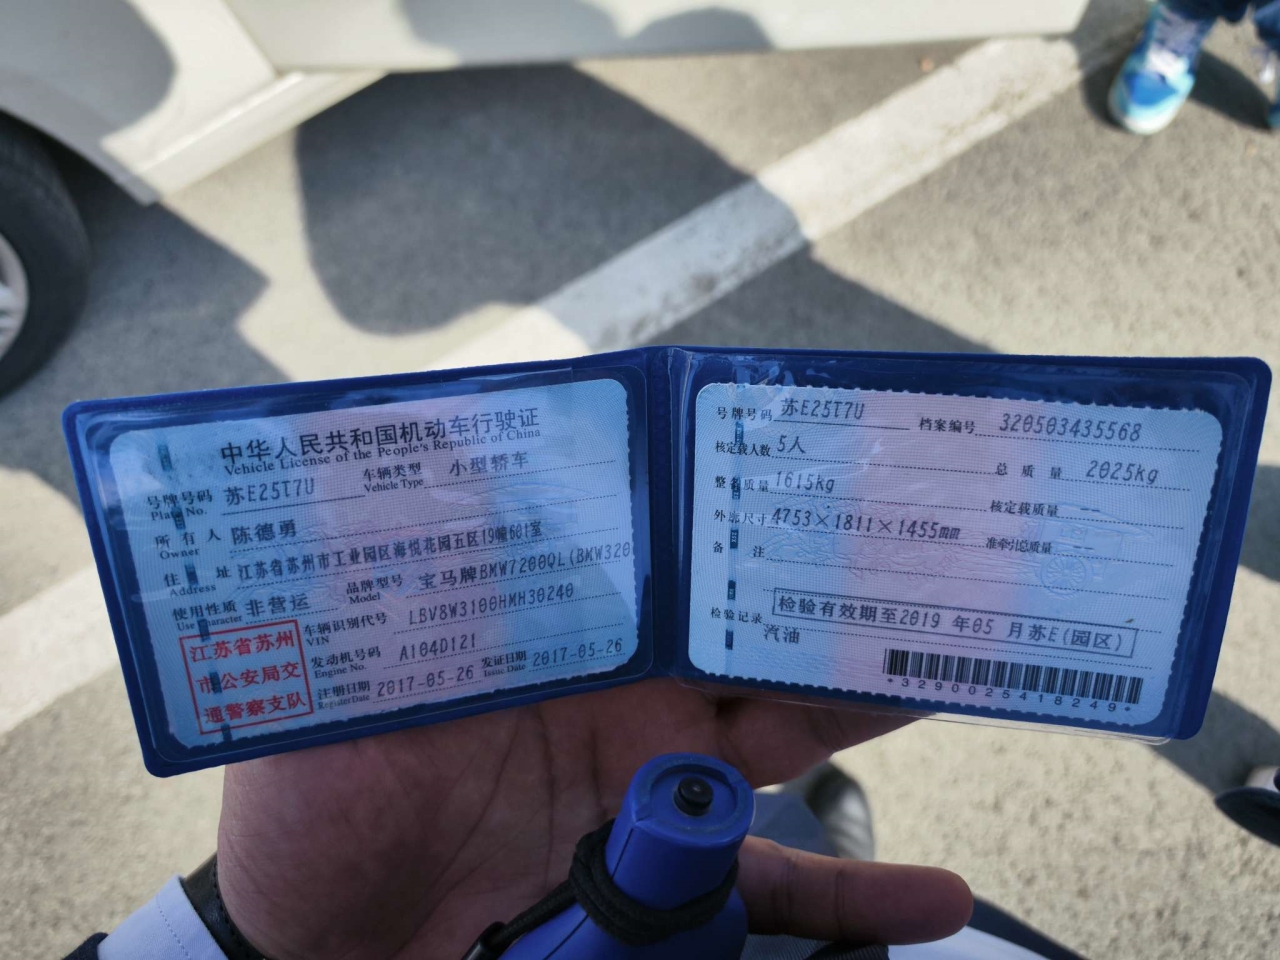 中华人民共和国机动车行驶证
Vehicle License of the People's Republic of China
号牌号码 苏E25T7U 车辆类型 小型轿车
Plate No. Vehicle Type
所有人 陈德勇
Owner
住址 江苏省苏州市工业园区海悦花园五区19幢601室
Address
使用性质 非营运 品牌型号 宝马牌BMW7200QL(BMW320
Use Character Model
江苏省苏州
市公安局交
通警察支队
车辆识别代号 LBV8W3100HMH30240
VIN
发动机号码 A104D121
Engine No.
注册日期 2017-05-26 发证日期 2017-05-26
Register Date Issue Date
号牌号码 苏E25T7U 档案编号 320503435568
核定载人数 5人 总质量 2025kg
整备质量 1615kg 核定载质量 --
外廓尺寸 4753×1811×1455mm 准牵引总质量 --
备注
检验记录 检验有效期至2019年05月苏E(园区)
汽油
*3290025418249*